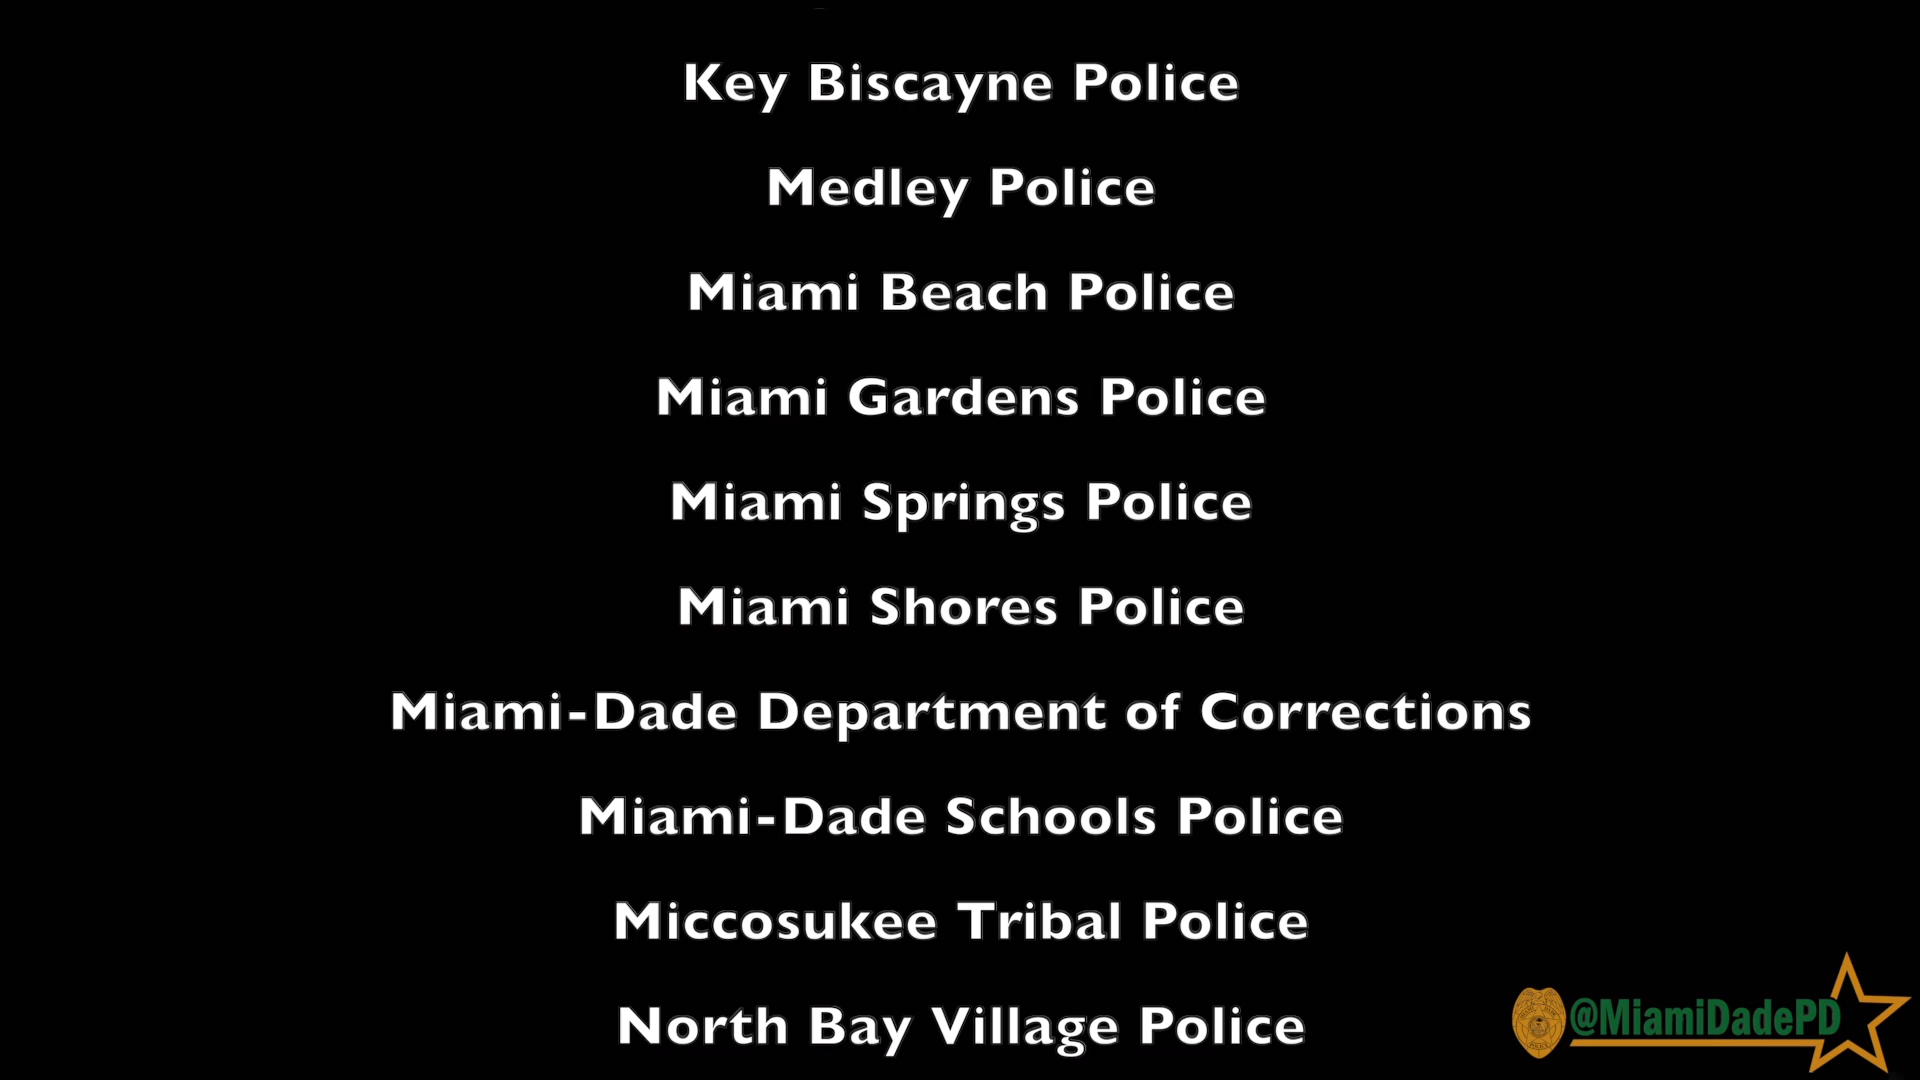 Key Biscayne Police
Medley Police
Miami Beach Police
Miami Gardens Police
Miami Springs Police
Miami Shores Police
Miami-Dade Department of Corrections
Miami-Dade Schools Police
Miccosukee Tribal Police
North Bay Village Police
@MiamiDadePD